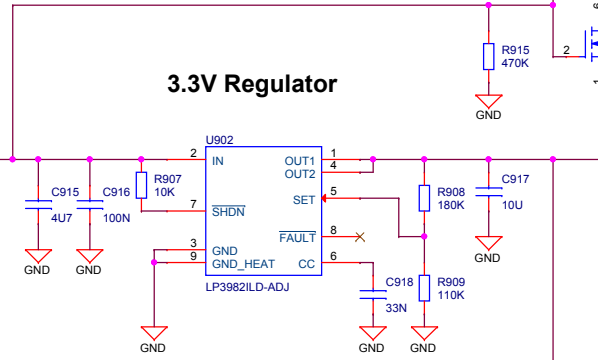 6
R915
470K
2
1
GND
3.3V Regulator
U902
2
IN
OUT1
1
OUT2
4
C915
4U7
C916
100N
R907
10K
7
SHDN
SET
5
R908
180K
C917
10U
FAULT
8
3
GND
9
GND_HEAT
CC
6
C918
33N
R909
110K
LP3982ILD-ADJ
GND
GND
GND
GND
GND
GND